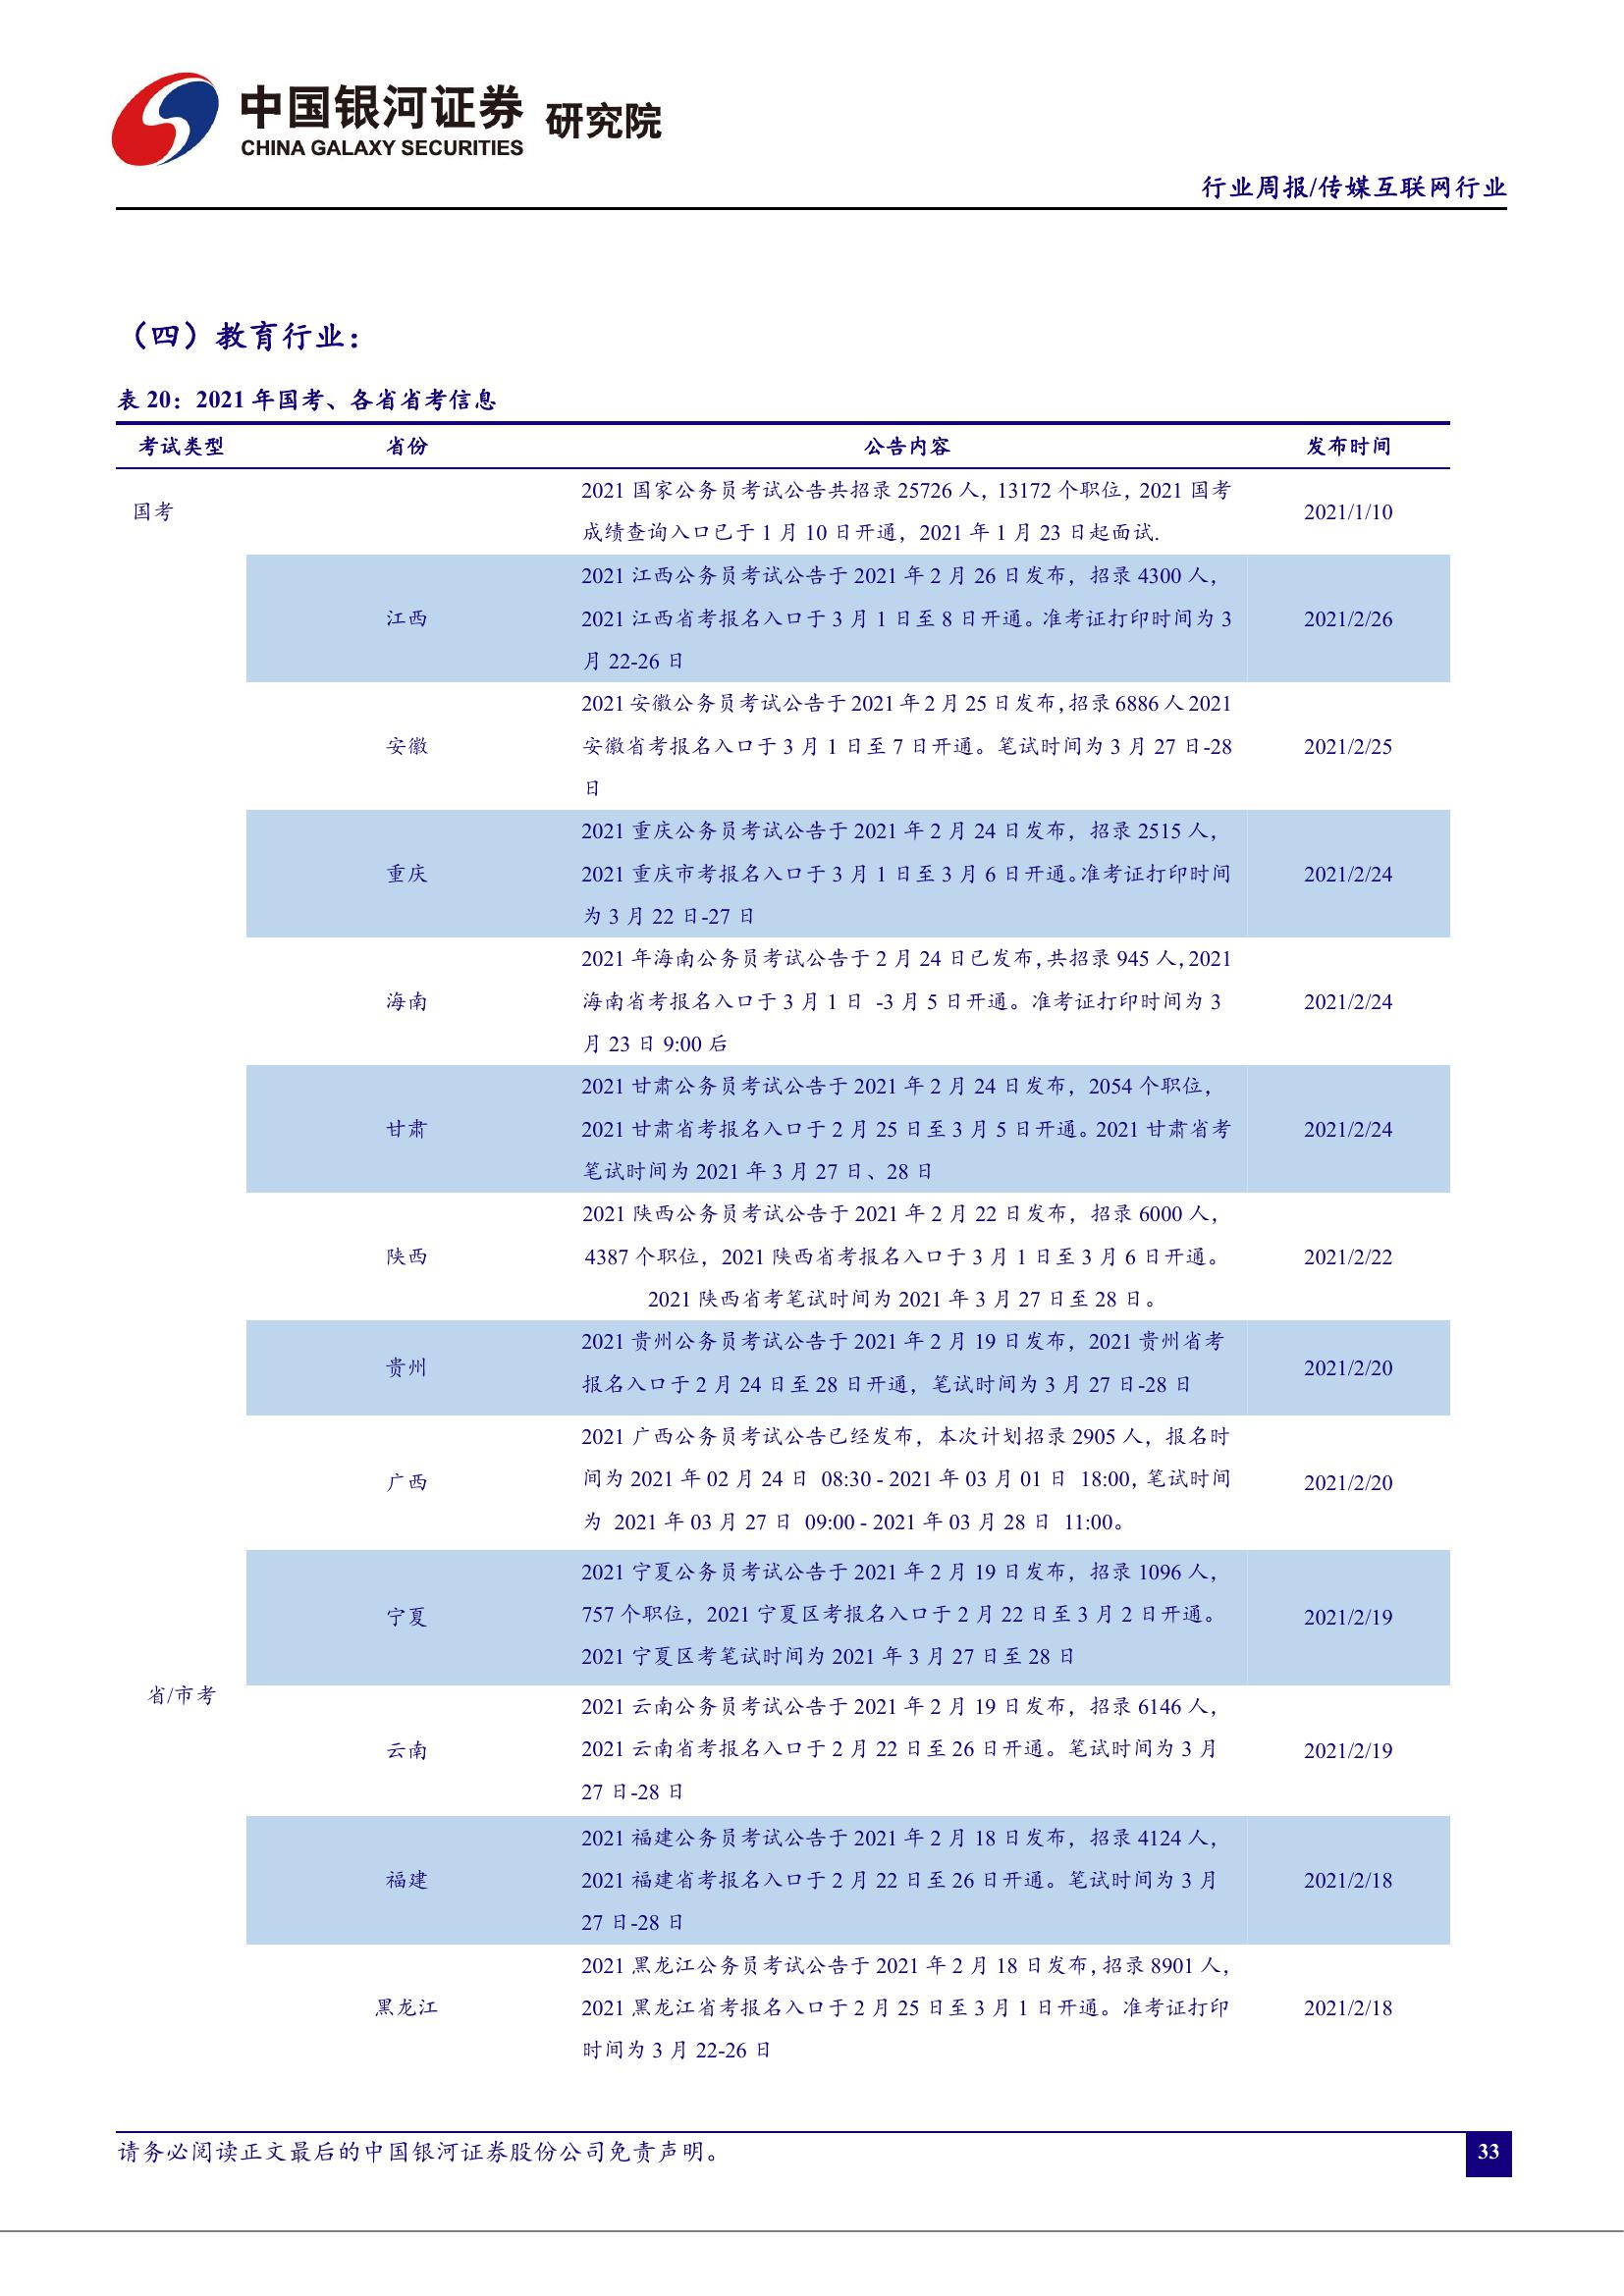 中国银河证券 研究院
CHINA GALAXY SECURITIES
行业周报/传媒互联网行业
（四）教育行业：
表 20：2021 年国考、各省省考信息
考试类型 省份 公告内容 发布时间
2021 国家公务员考试公告共招录 25726 人，13172 个职位，2021 国考
国考 2021/1/10
成绩查询入口已于 1 月 10 日开通，2021 年 1 月 23 日起面试.
2021 江西公务员考试公告于 2021 年 2 月 26 日发布，招录 4300 人，
江西 2021 江西省考报名入口于 3 月 1 日至 8 日开通。准考证打印时间为 3 2021/2/26
月 22-26 日
2021 安徽公务员考试公告于 2021 年 2 月 25 日发布，招录 6886 人 2021
安徽 安徽省考报名入口于 3 月 1 日至 7 日开通。笔试时间为 3 月 27 日-28 2021/2/25
日
2021 重庆公务员考试公告于 2021 年 2 月 24 日发布，招录 2515 人，
重庆 2021 重庆市考报名入口于 3 月 1 日至 3 月 6 日开通。准考证打印时间 2021/2/24
为 3 月 22 日-27 日
2021 年海南公务员考试公告于 2 月 24 日已发布，共招录 945 人，2021
海南 海南省考报名入口于 3 月 1 日 -3 月 5 日开通。准考证打印时间为 3 2021/2/24
月 23 日 9:00 后
2021 甘肃公务员考试公告于 2021 年 2 月 24 日发布，2054 个职位，
甘肃 2021 甘肃省考报名入口于 2 月 25 日至 3 月 5 日开通。2021 甘肃省考 2021/2/24
笔试时间为 2021 年 3 月 27 日、28 日
2021 陕西公务员考试公告于 2021 年 2 月 22 日发布，招录 6000 人，
陕西 4387 个职位，2021 陕西省考报名入口于 3 月 1 日至 3 月 6 日开通。 2021/2/22
2021 陕西省考笔试时间为 2021 年 3 月 27 日至 28 日。
2021 贵州公务员考试公告于 2021 年 2 月 19 日发布，2021 贵州省考
贵州 2021/2/20
报名入口于 2 月 24 日至 28 日开通，笔试时间为 3 月 27 日-28 日
2021 广西公务员考试公告已经发布，本次计划招录 2905 人，报名时
广西 间为 2021 年 02 月 24 日 08:30 - 2021 年 03 月 01 日 18:00，笔试时间 2021/2/20
为 2021 年 03 月 27 日 09:00 - 2021 年 03 月 28 日 11:00。
2021 宁夏公务员考试公告于 2021 年 2 月 19 日发布，招录 1096 人，
宁夏 757 个职位，2021 宁夏区考报名入口于 2 月 22 日至 3 月 2 日开通。 2021/2/19
2021 宁夏区考笔试时间为 2021 年 3 月 27 日至 28 日
省/市考
2021 云南公务员考试公告于 2021 年 2 月 19 日发布，招录 6146 人，
云南 2021 云南省考报名入口于 2 月 22 日至 26 日开通。笔试时间为 3 月 2021/2/19
27 日-28 日
2021 福建公务员考试公告于 2021 年 2 月 18 日发布，招录 4124 人，
福建 2021 福建省考报名入口于 2 月 22 日至 26 日开通。笔试时间为 3 月 2021/2/18
27 日-28 日
2021 黑龙江公务员考试公告于 2021 年 2 月 18 日发布，招录 8901 人，
黑龙江 2021 黑龙江省考报名入口于 2 月 25 日至 3 月 1 日开通。准考证打印 2021/2/18
时间为 3 月 22-26 日
请务必阅读正文最后的中国银河证券股份公司免责声明。 33